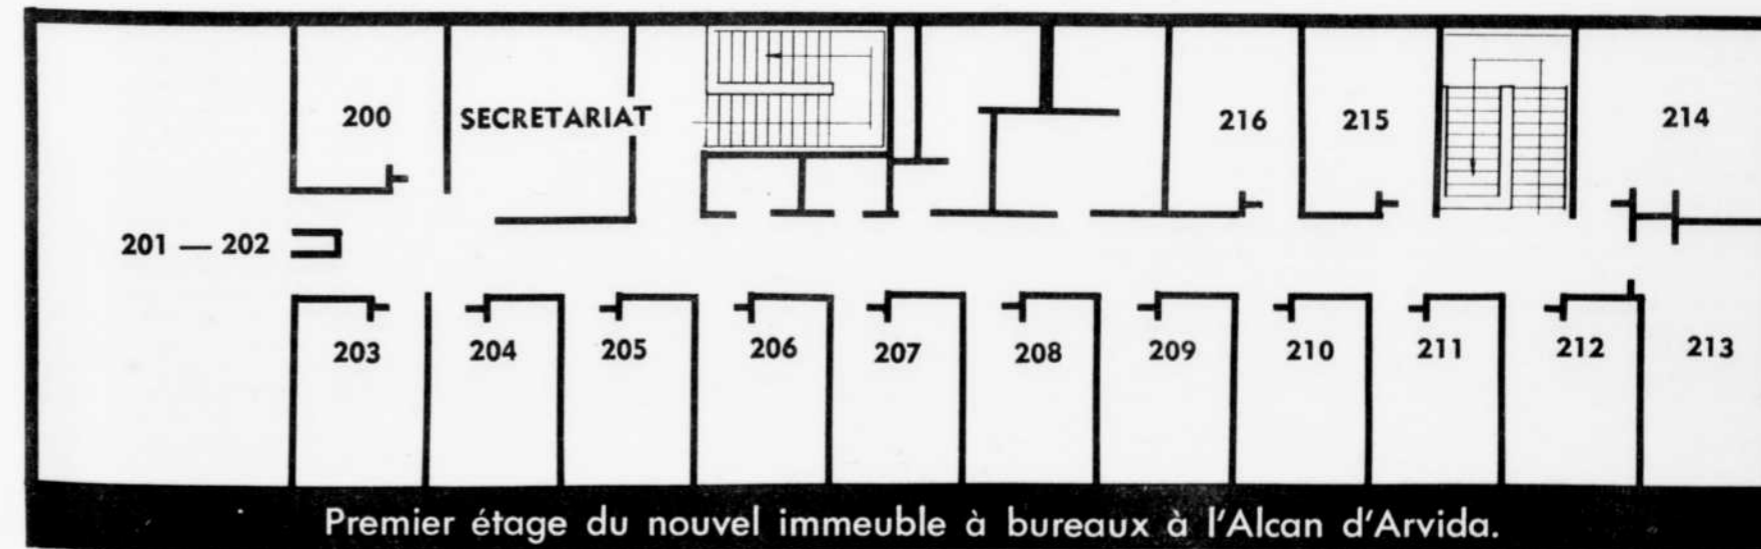 200 SECRETARIAT 216 215 214
201 — 202
203 204 205 206 207 208 209 210 211 212 213
Premier étage du nouvel immeuble à bureaux à l'Alcan d'Arvida.